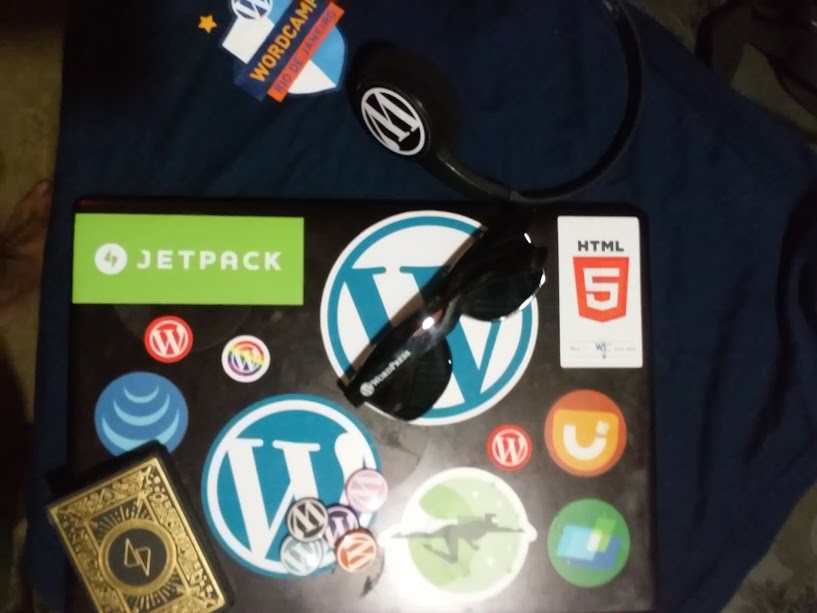 WORDCAMP
RIO DE JANEIRO
JETPACK
HTML
5
WORDPRESS